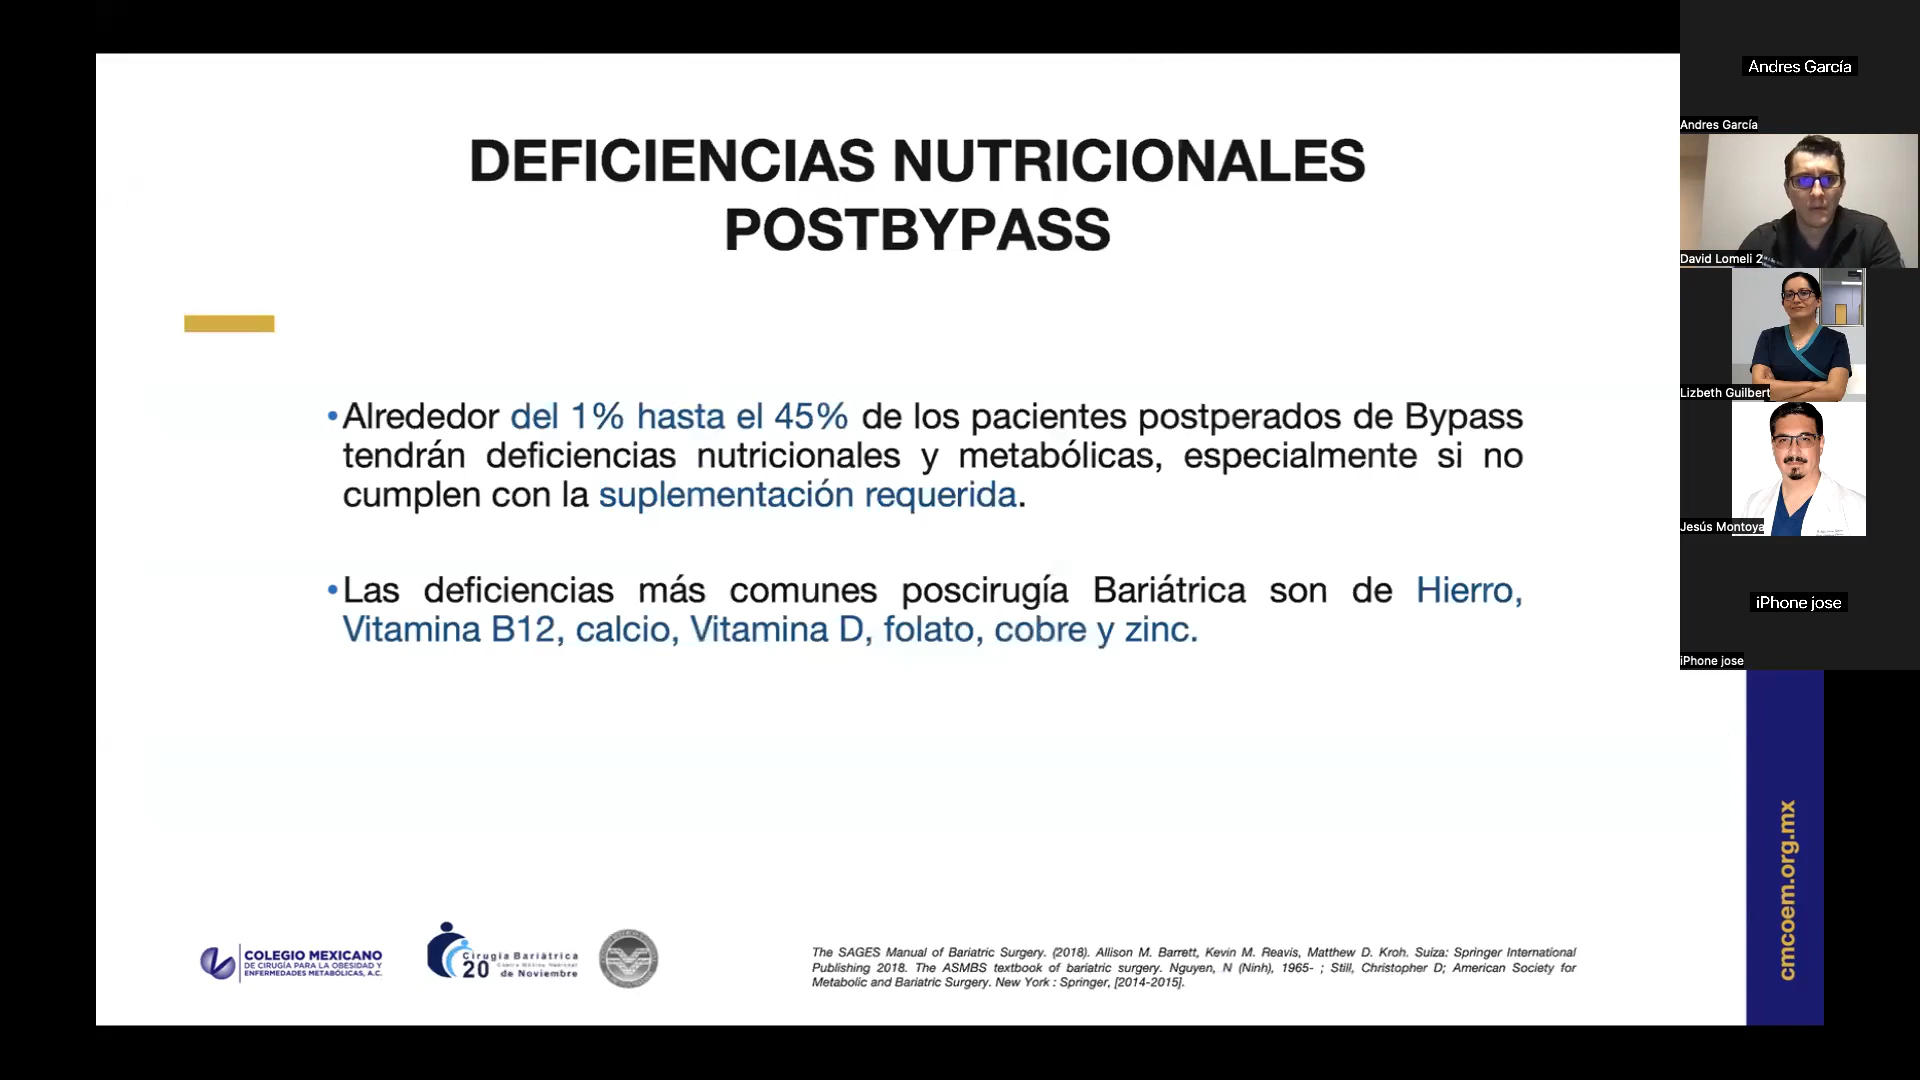 DEFICIENCIAS NUTRICIONALES
POSTBYPASS
•Alrededor del 1% hasta el 45% de los pacientes postperados de Bypass
tendrán deficiencias nutricionales y metabólicas, especialmente si no
cumplen con la suplementación requerida.
•Las deficiencias más comunes poscirugía Bariátrica son de Hierro,
Vitamina B12, calcio, Vitamina D, folato, cobre y zinc.
COLEGIO MEXICANO
DE CIRUGÍA PARA LA OBESIDAD Y
ENFERMEDADES METABÓLICAS, A.C.
Cirugía Bariátrica
Centro Médico Nacional
20 de Noviembre
The SAGES Manual of Bariatric Surgery. (2018). Allison M. Barrett, Kevin M. Reavis, Matthew D. Kroh. Suiza: Springer International
Publishing 2018. The ASMBS textbook of bariatric surgery. Nguyen, N (Ninh), 1965- ; Still, Christopher D; American Society for
Metabolic and Bariatric Surgery. New York : Springer, [2014-2015].
cmcoem.org.mx
Andres García
Andres García
David Lomeli 2
Lizbeth Guilbert
Jesús Montoya
iPhone jose
iPhone jose